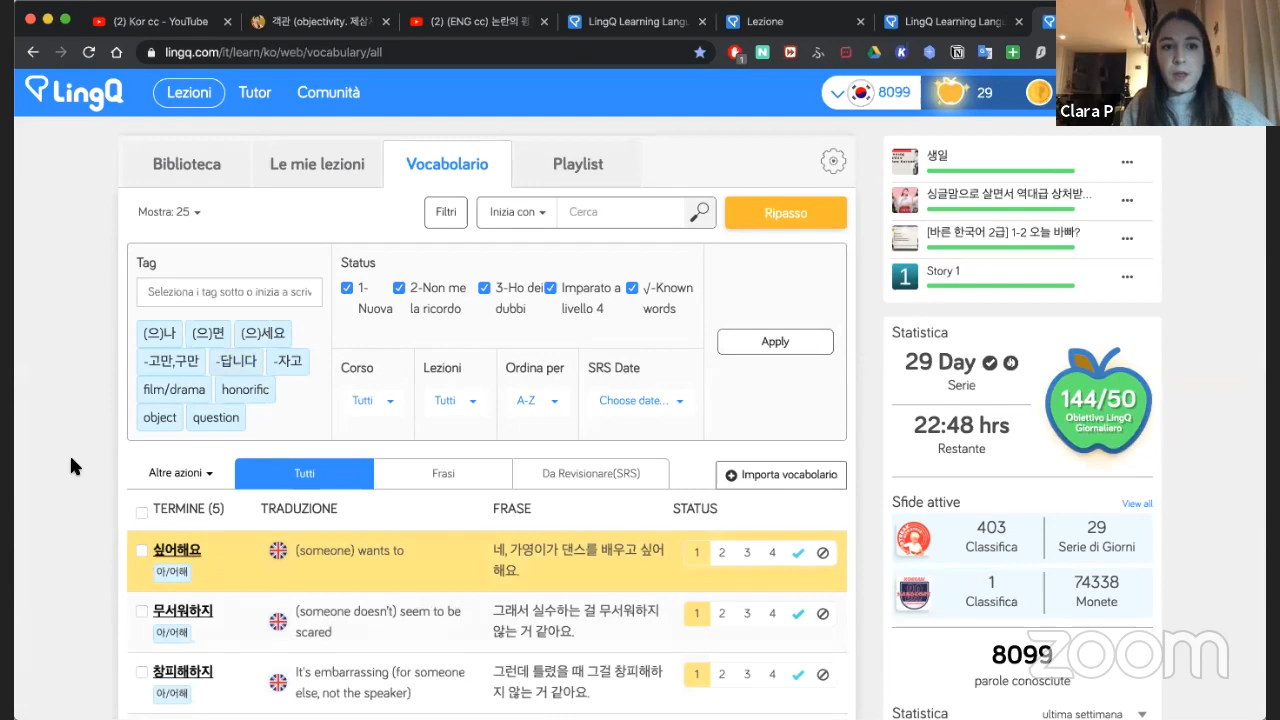 (2) Kor cc - YouTube
客观 (objectivity. 제상
(2) (ENG cc) 논란의
LingQ Learning Langu
Lezione
LingQ Learning Langu
lingq.com/it/learn/ko/web/vocabulary/all
Clara P
LingQ
Lezioni
Tutor
Comunità
8099
29
Biblioteca
Le mie lezioni
Vocabolario
Playlist
Mostra: 25
Filtri
Inizia con
Cerca
Ripasso
Tag
Seleziona i tag sotto o inizia a scriv
(으)나
(으)면
(으)세요
-고만,구만
-답니다
-자고
film/drama
honorific
object
question
Status
1-
Nuova
2-Non me
la ricordo
3-Ho dei
dubbi
Imparato a
livello 4
√-Known
words
Apply
Corso
Lezioni
Ordina per
SRS Date
Tutti
Tutti
A-Z
Choose date...
Altre azioni
Tutti
Frasi
Da Revisionare(SRS)
Importa vocabolario
TERMINE (5)
TRADUZIONE
FRASE
STATUS
싶어해요
아/어해
(someone) wants to
네, 가영이가 댄스를 배우고 싶어
해요.
1 2 3 4
무서워하지
아/어해
(someone doesn't) seem to be
scared
그래서 실수하는 걸 무서워하지
않는 거 같아요.
1 2 3 4
창피해하지
아/어해
It's embarrassing (for someone
else, not the speaker)
그런데 틀렸을 때 그걸 창피해하
지 않는 거 같아요.
1 2 3 4
생일
싱글맘으로 살면서 역대급 상처받...
[바른 한국어 2급] 1-2 오늘 바빠?
1
Story 1
Statistica
29 Day
Serie
22:48 hrs
Restante
144/50
Obiettivo LingQ
Giornaliero
Sfide attive
View all
403
Classifica
29
Serie di Giorni
1
Classifica
74338
Monete
8099
parole conosciute
zoom
Statistica
ultima settimana